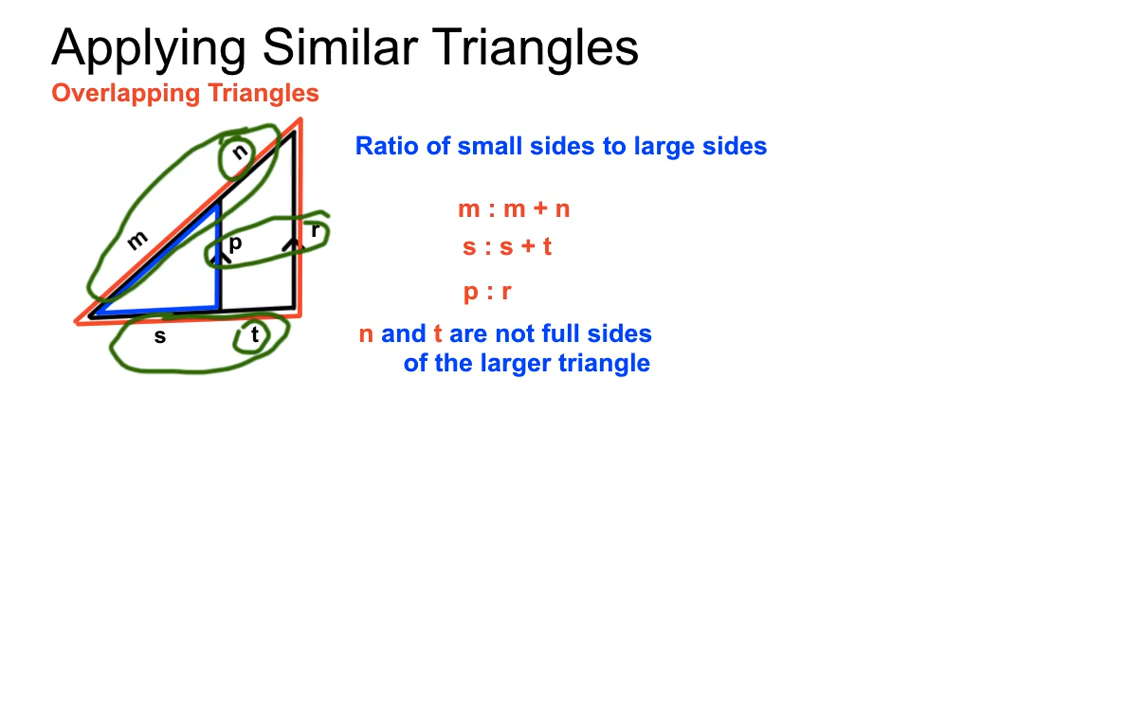 Applying Similar Triangles
Overlapping Triangles
n
m
p
r
s
t
Ratio of small sides to large sides
m : m + n
s : s + t
p : r
n and t are not full sides
of the larger triangle